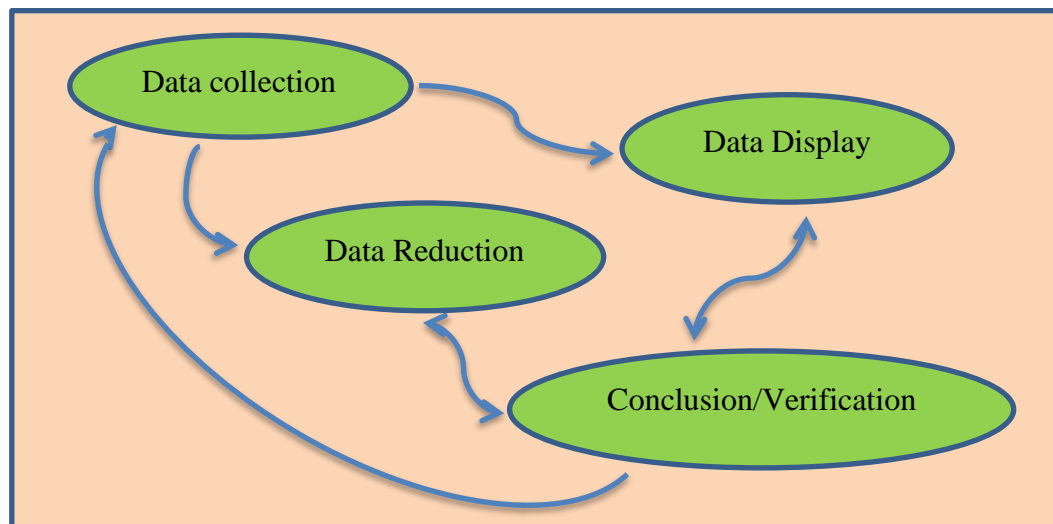 Data collection
Data Display
Data Reduction
Conclusion/Verification